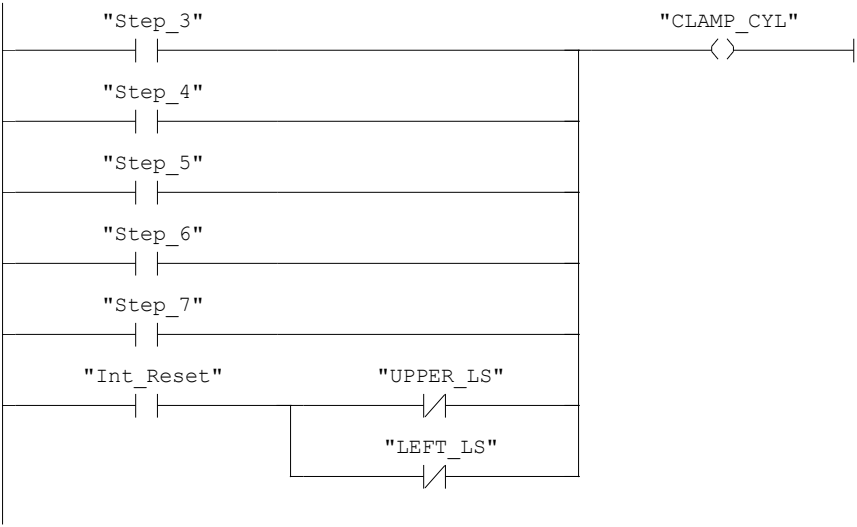 "Step_3" "CLAMP_CYL"
"Step_4"
"Step_5"
"Step_6"
"Step_7"
"Int_Reset" "UPPER_LS"
"LEFT_LS"